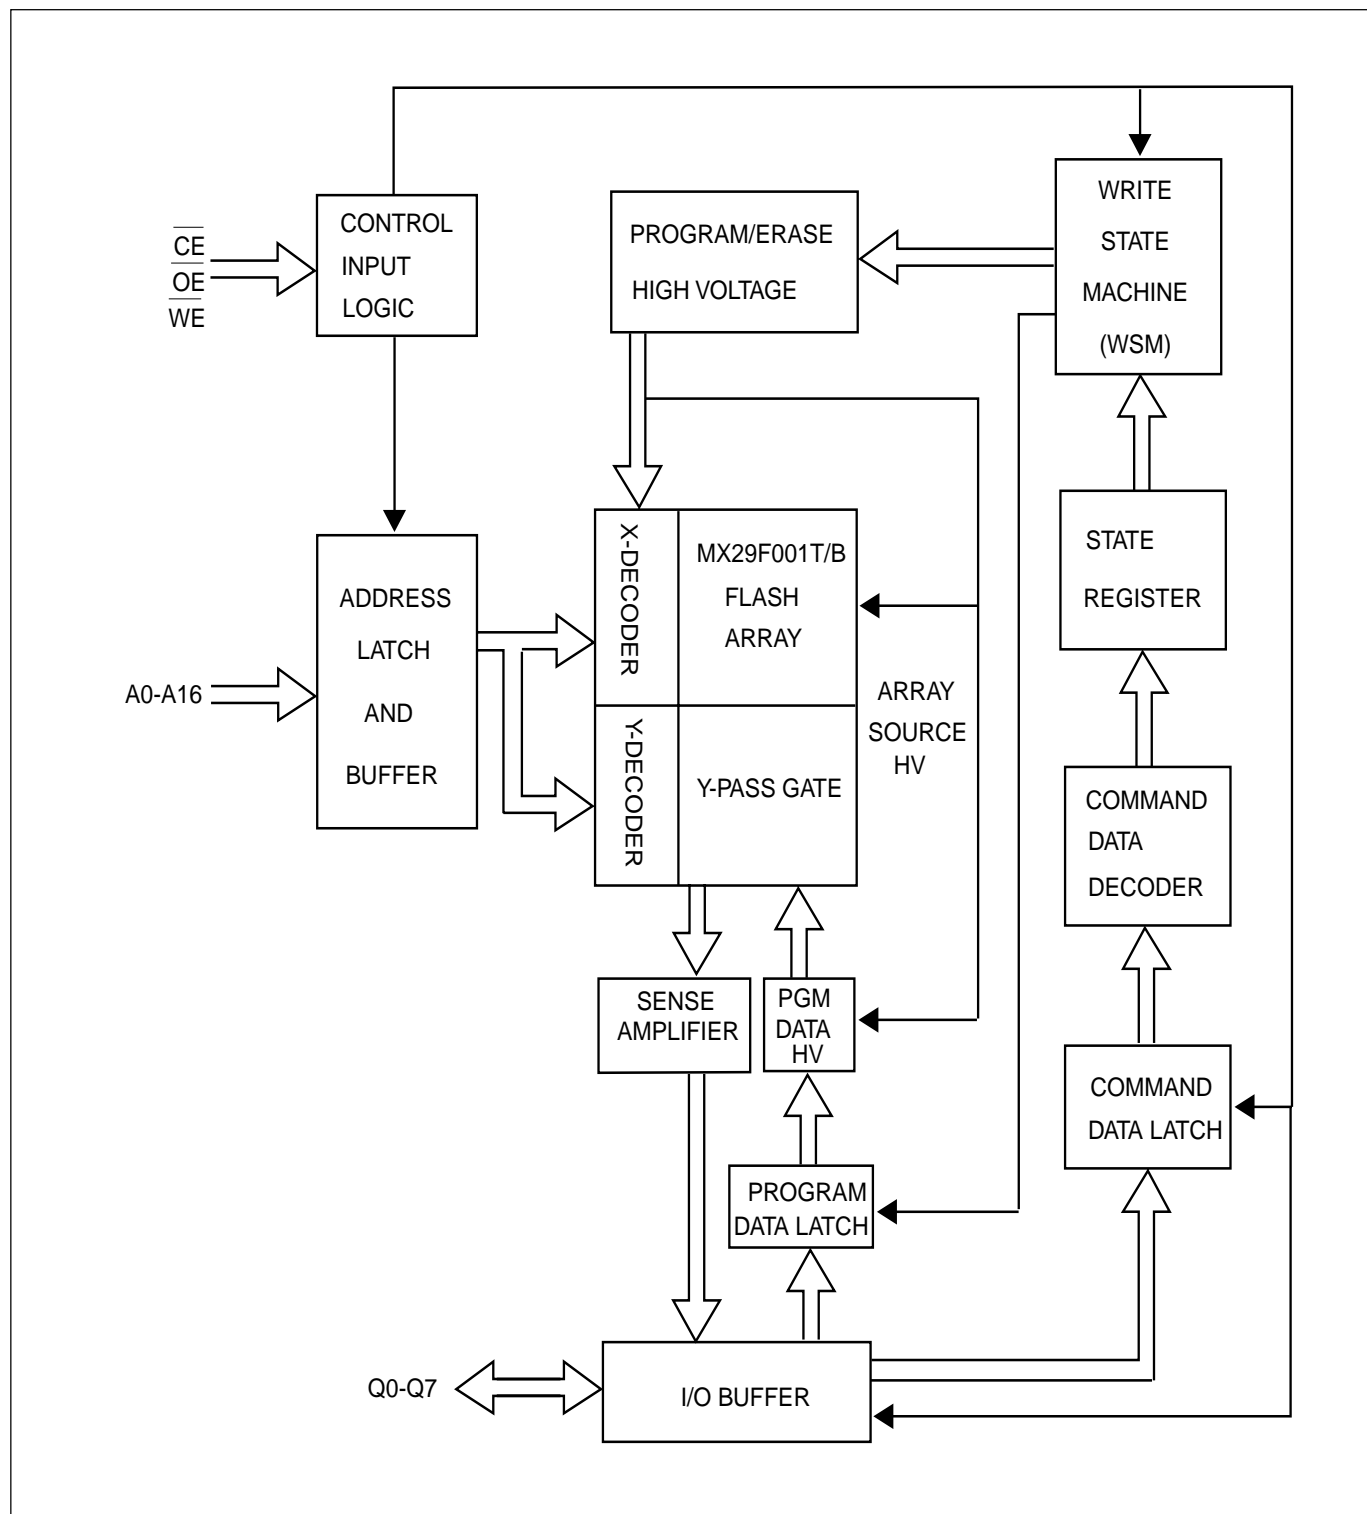 CE
OE
WE
CONTROL
INPUT
LOGIC
PROGRAM/ERASE
HIGH VOLTAGE
WRITE
STATE
MACHINE
(WSM)
ADDRESS
LATCH
AND
BUFFER
A0-A16
X-DECODER
MX29F001T/B
FLASH
ARRAY
STATE
REGISTER
Y-DECODER
Y-PASS GATE
ARRAY
SOURCE
HV
COMMAND
DATA
DECODER
SENSE
AMPLIFIER
PGM
DATA
HV
COMMAND
DATA LATCH
PROGRAM
DATA LATCH
Q0-Q7
I/O BUFFER